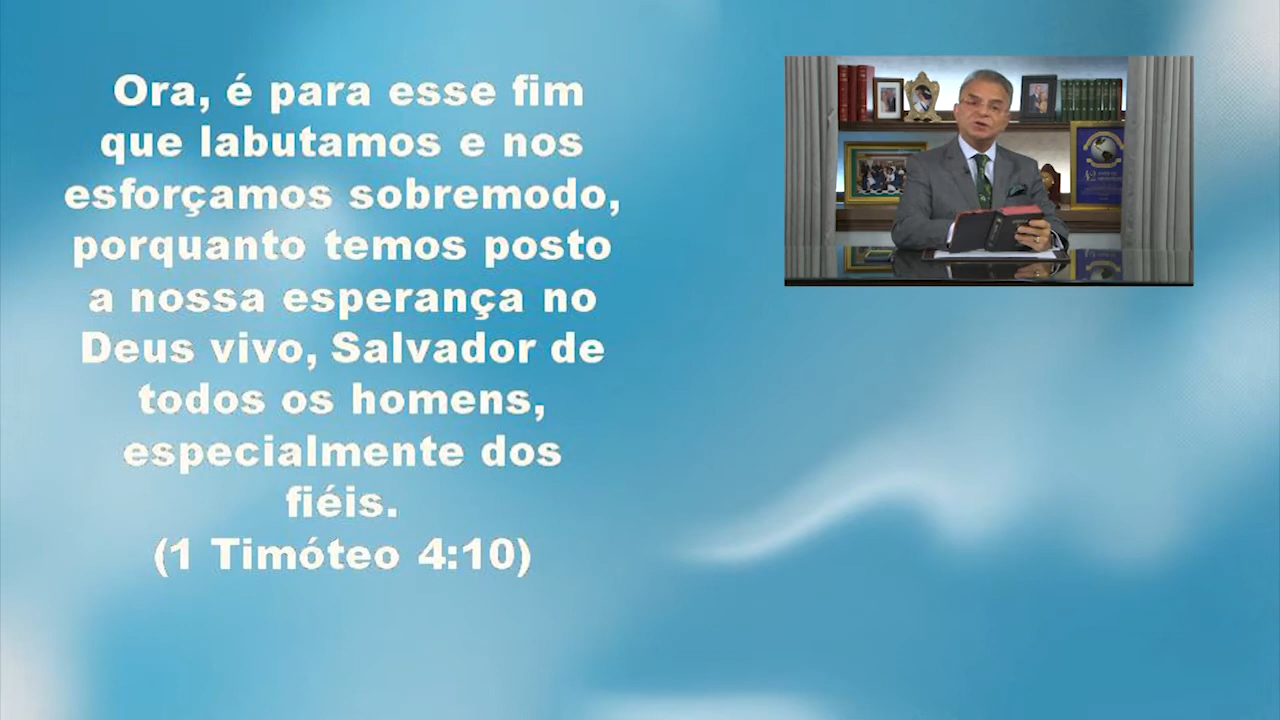 Ora, é para esse fim
que labutamos e nos
esforçamos sobremodo,
porquanto temos posto
a nossa esperança no
Deus vivo, Salvador de
todos os homens,
especialmente dos
fiéis.
(1 Timóteo 4:10)